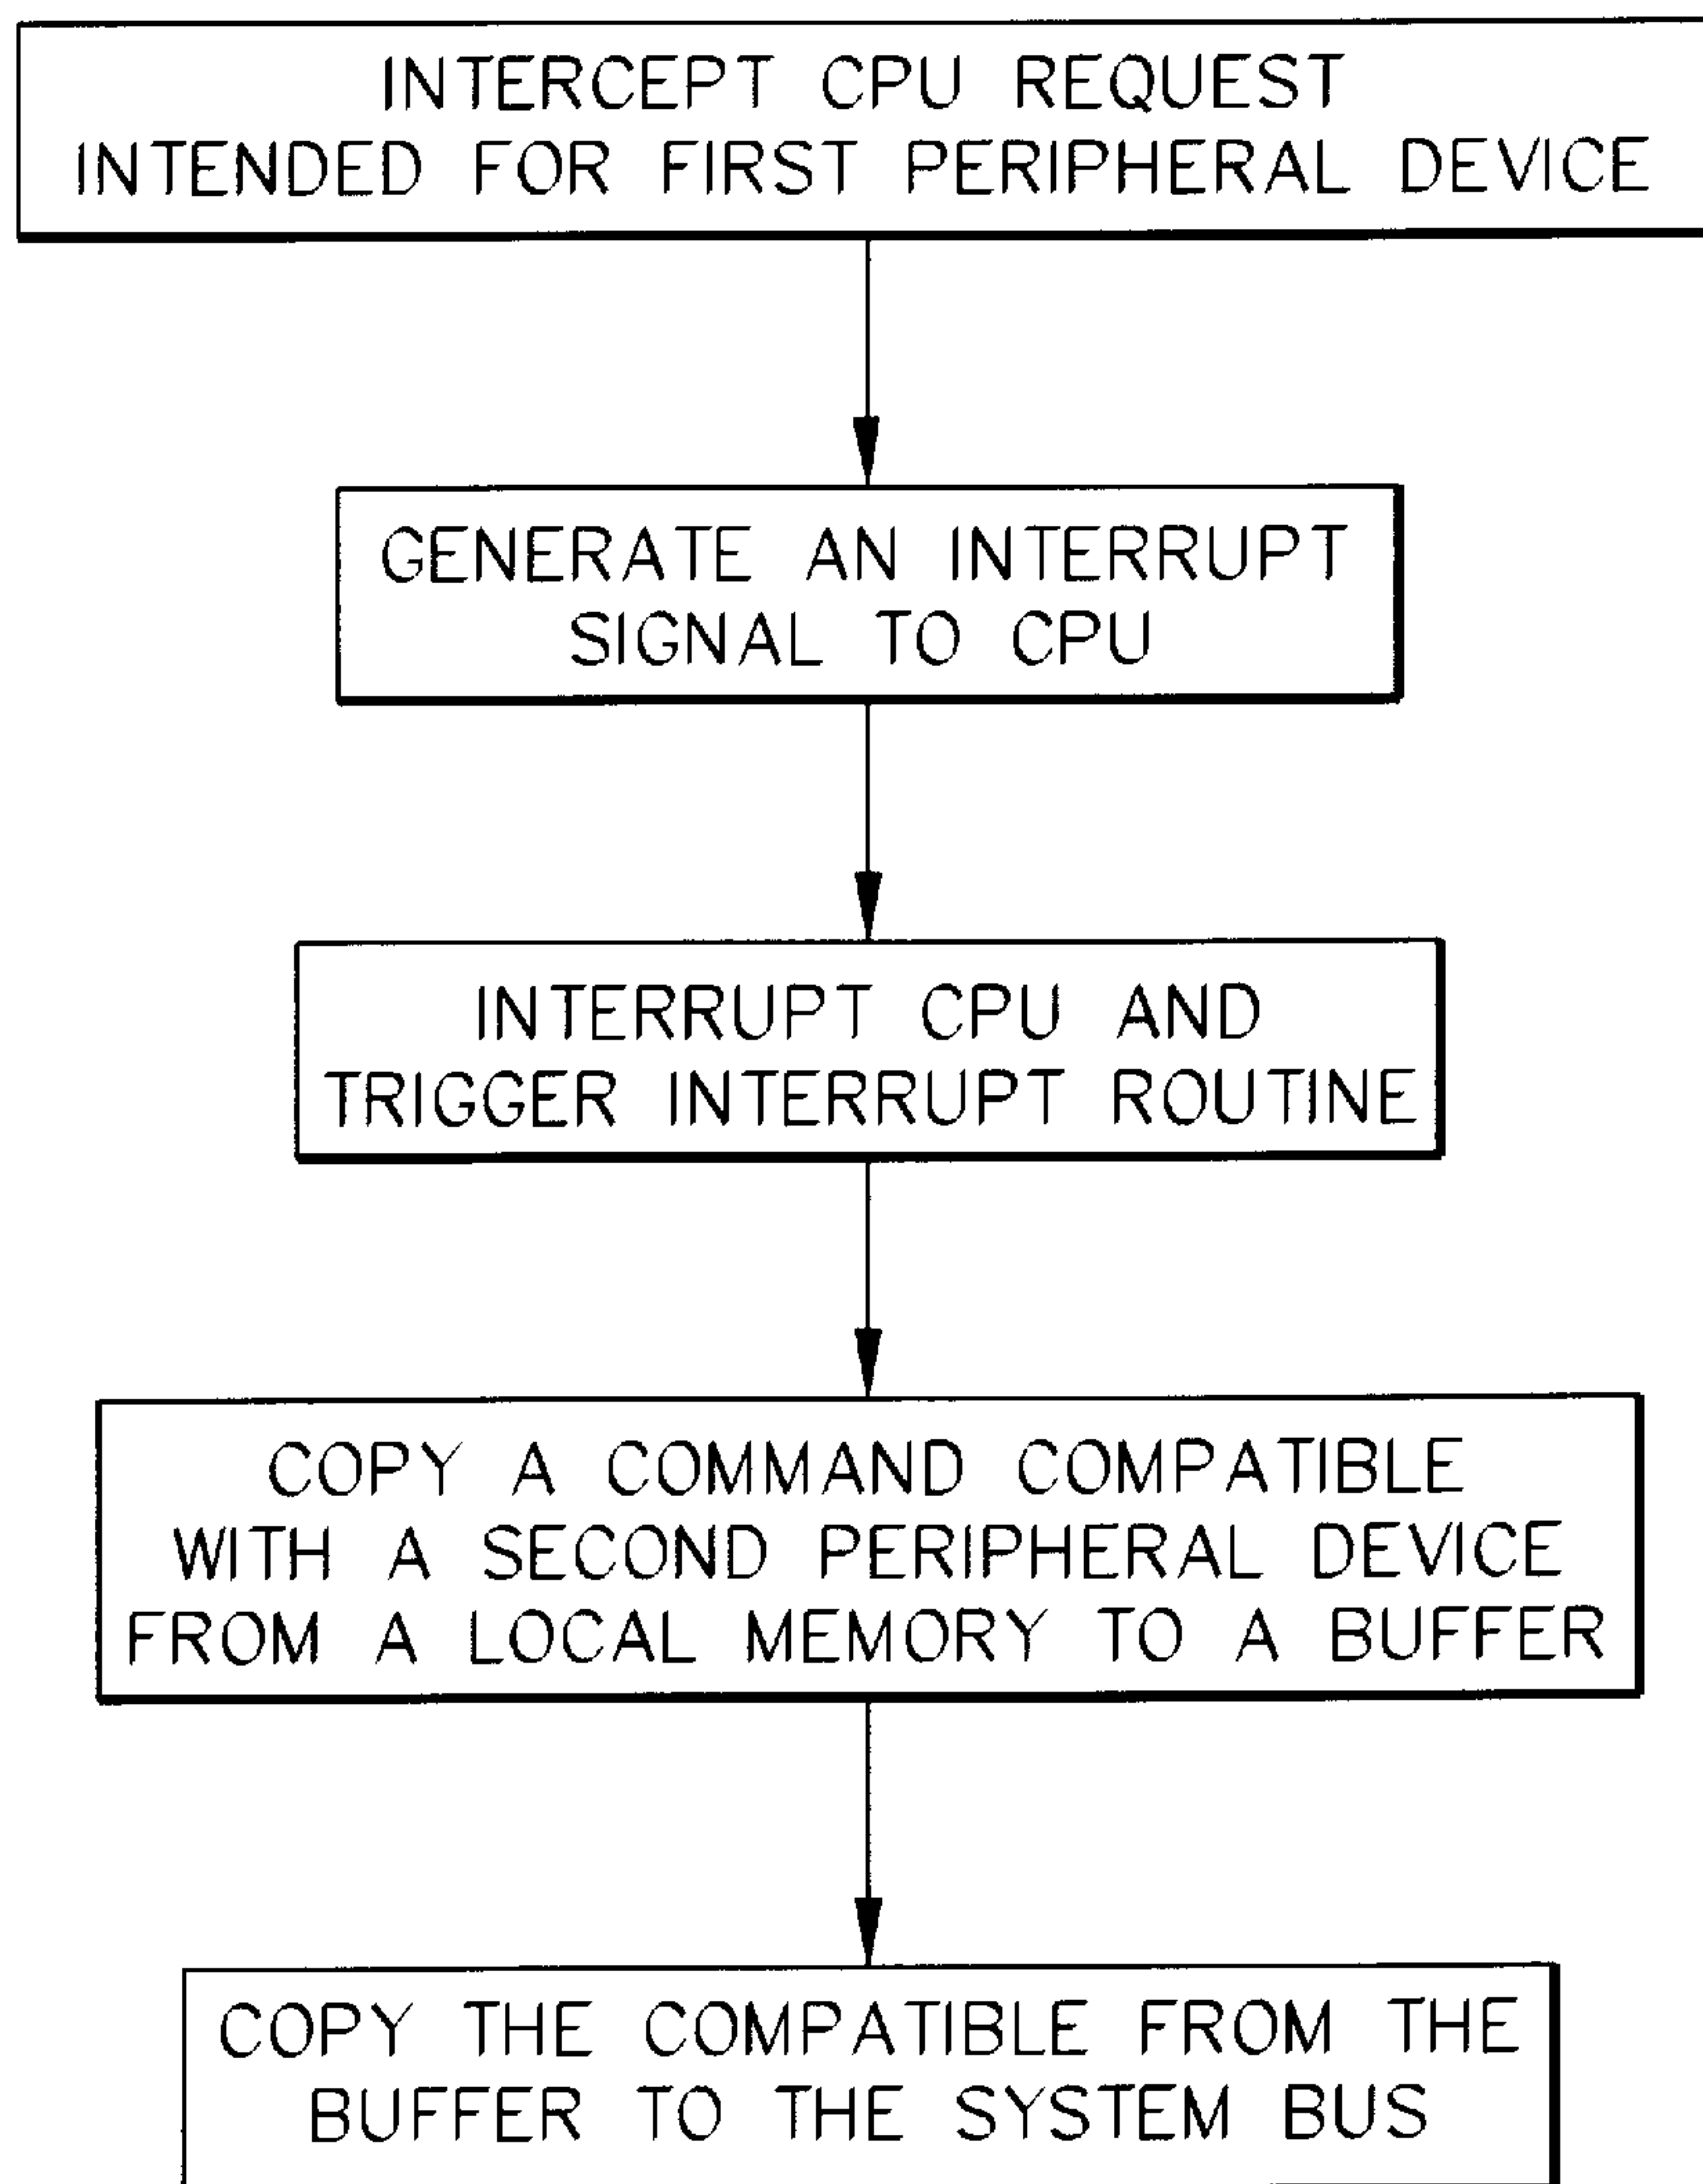 INTERCEPT CPU REQUEST
INTENDED FOR FIRST PERIPHERAL DEVICE
GENERATE AN INTERRUPT
SIGNAL TO CPU
INTERRUPT CPU AND
TRIGGER INTERRUPT ROUTINE
COPY A COMMAND COMPATIBLE
WITH A SECOND PERIPHERAL DEVICE
FROM A LOCAL MEMORY TO A BUFFER
COPY THE COMPATIBLE FROM THE
BUFFER TO THE SYSTEM BUS